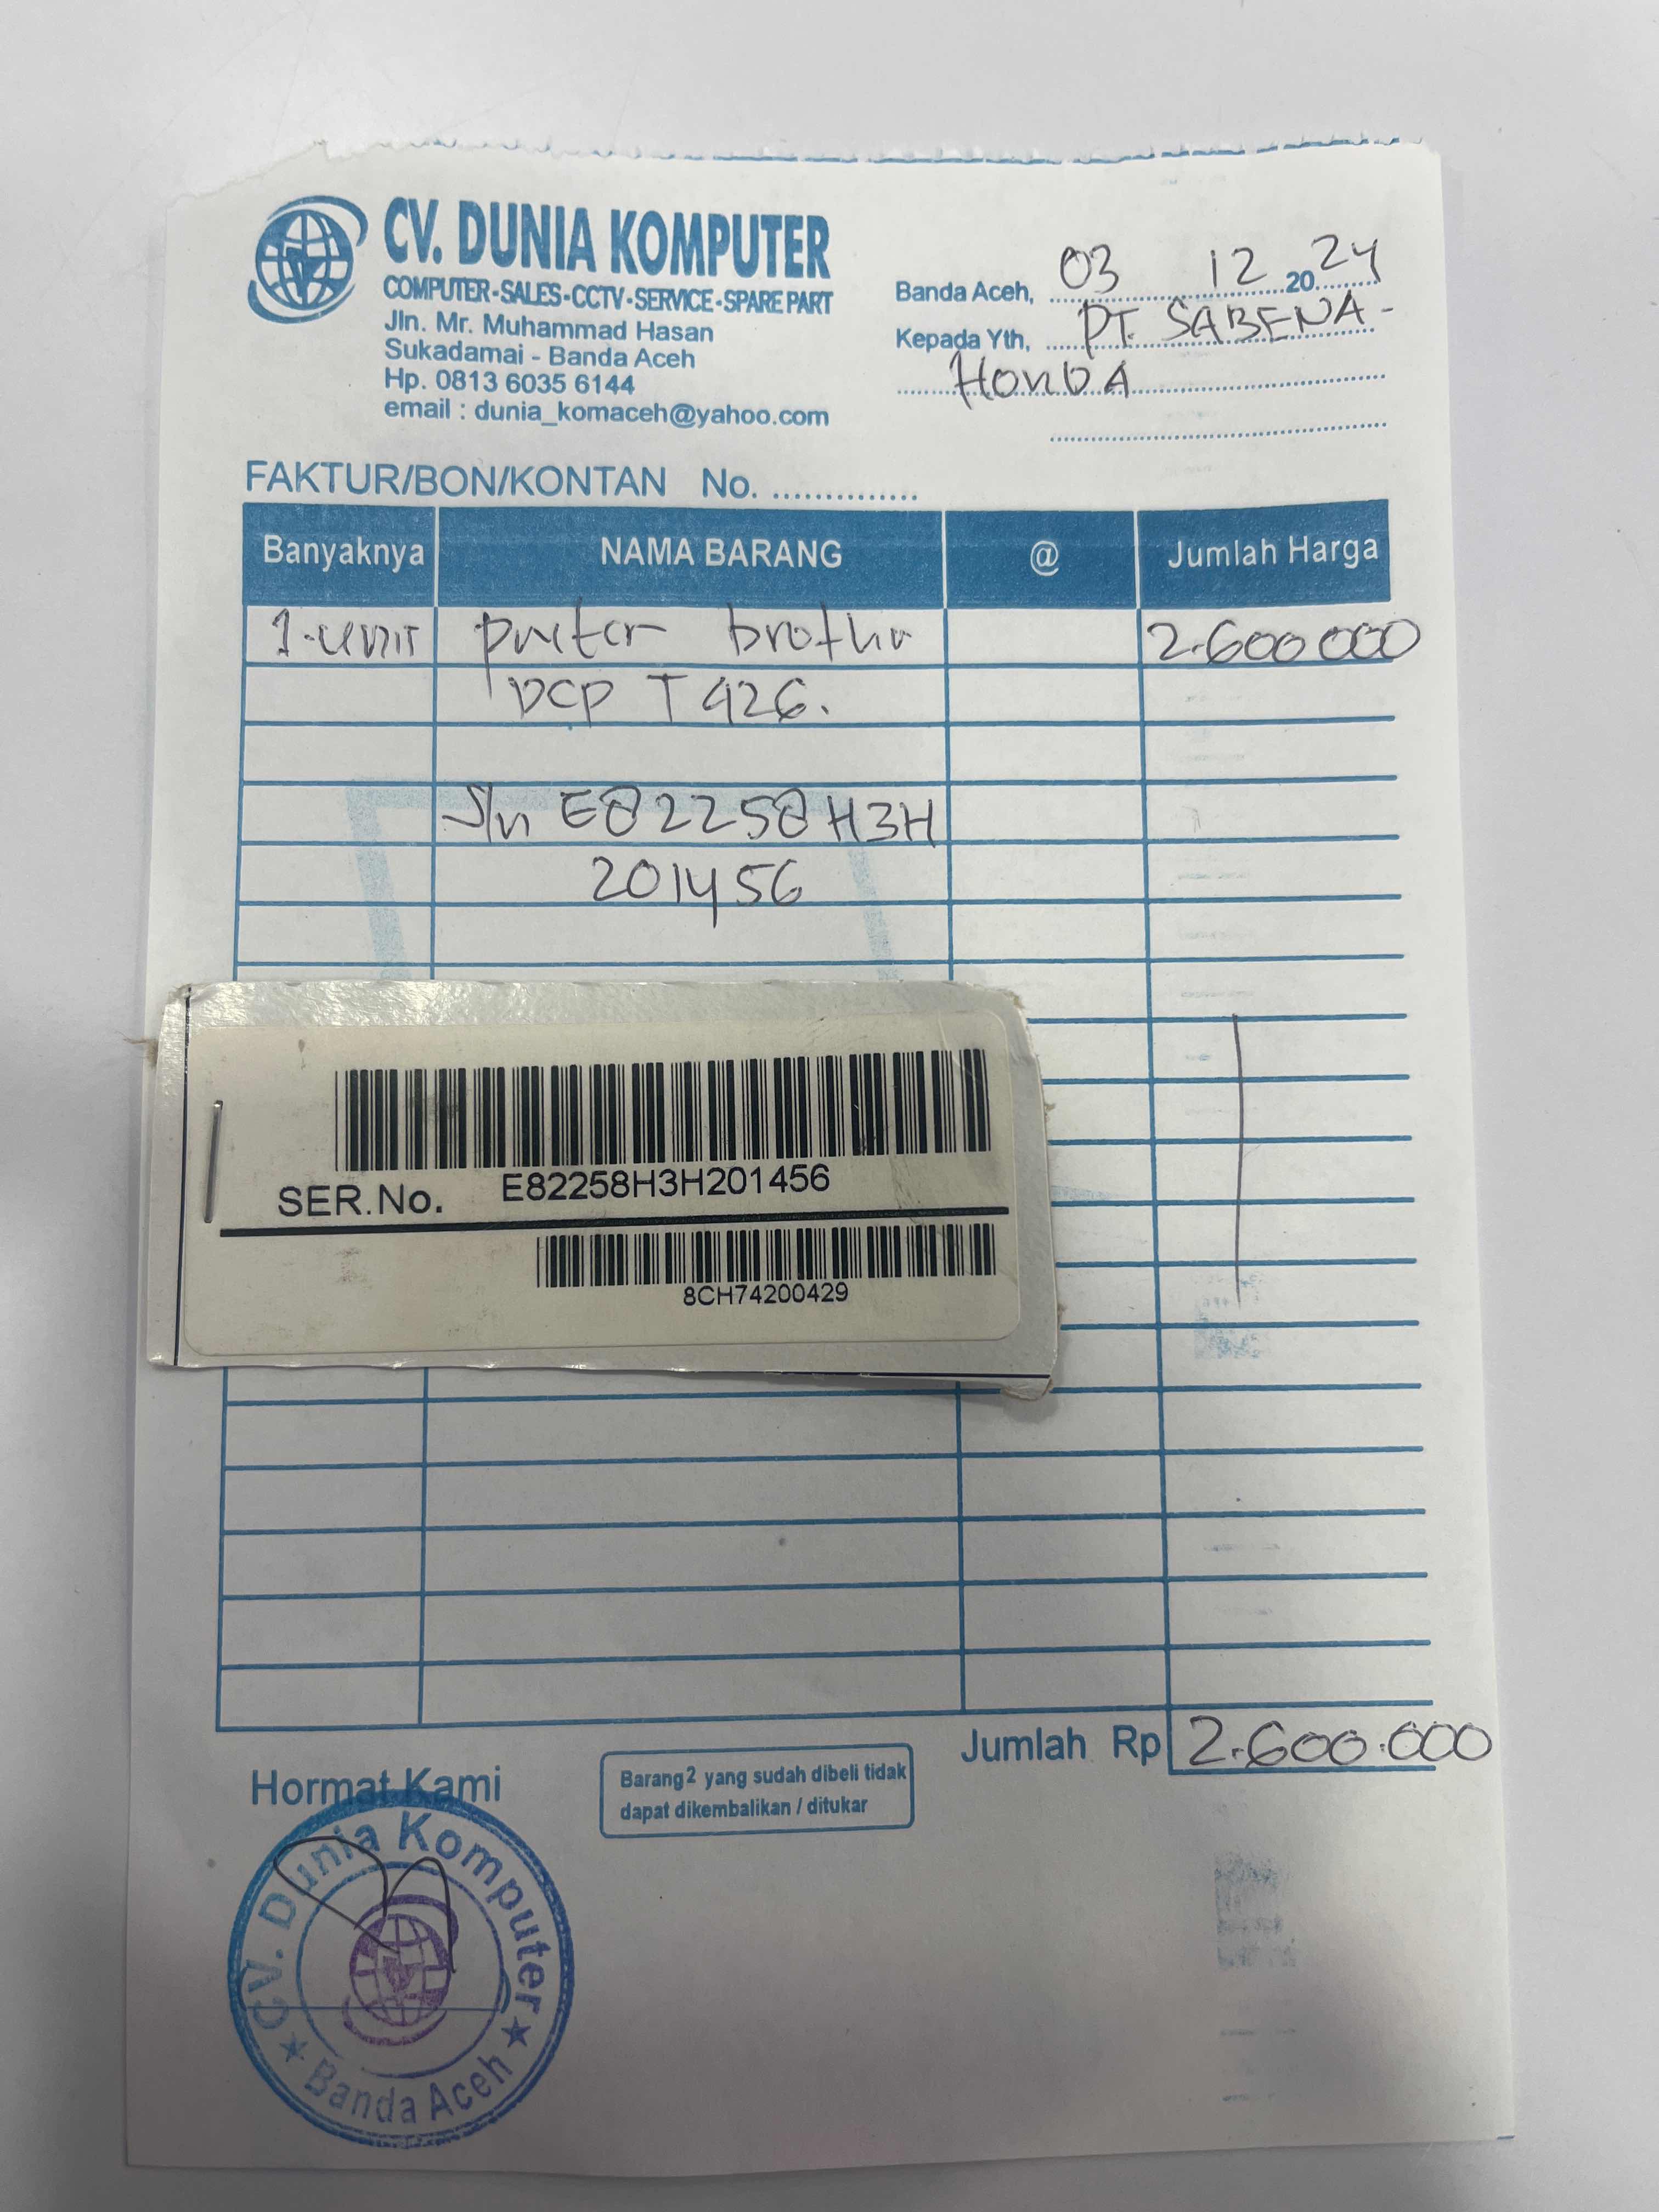 CV. DUNIA KOMPUTER
COMPUTER-SALES-CCTV-SERVICE-SPARE PART
Jln. Mr. Muhammad Hasan
Sukadamai - Banda Aceh
Hp. 0813 6035 6144
email : dunia_komaceh@yahoo.com
Banda Aceh, 03 12 20 24
Kepada Yth, PT. SABENA -
HONDA
FAKTUR/BON/KONTAN No. ..............
Banyaknya NAMA BARANG @ Jumlah Harga
1-unit printer brother 2.600 000
DCP T426.
S/n E82258H3H
201456
SER.No. E82258H3H201456
8CH74200429
Jumlah Rp 2.600.000
Hormat Kami
Barang2 yang sudah dibeli tidak
dapat dikembalikan / ditukar
CV. Dunia Komputer
★ Banda Aceh ★